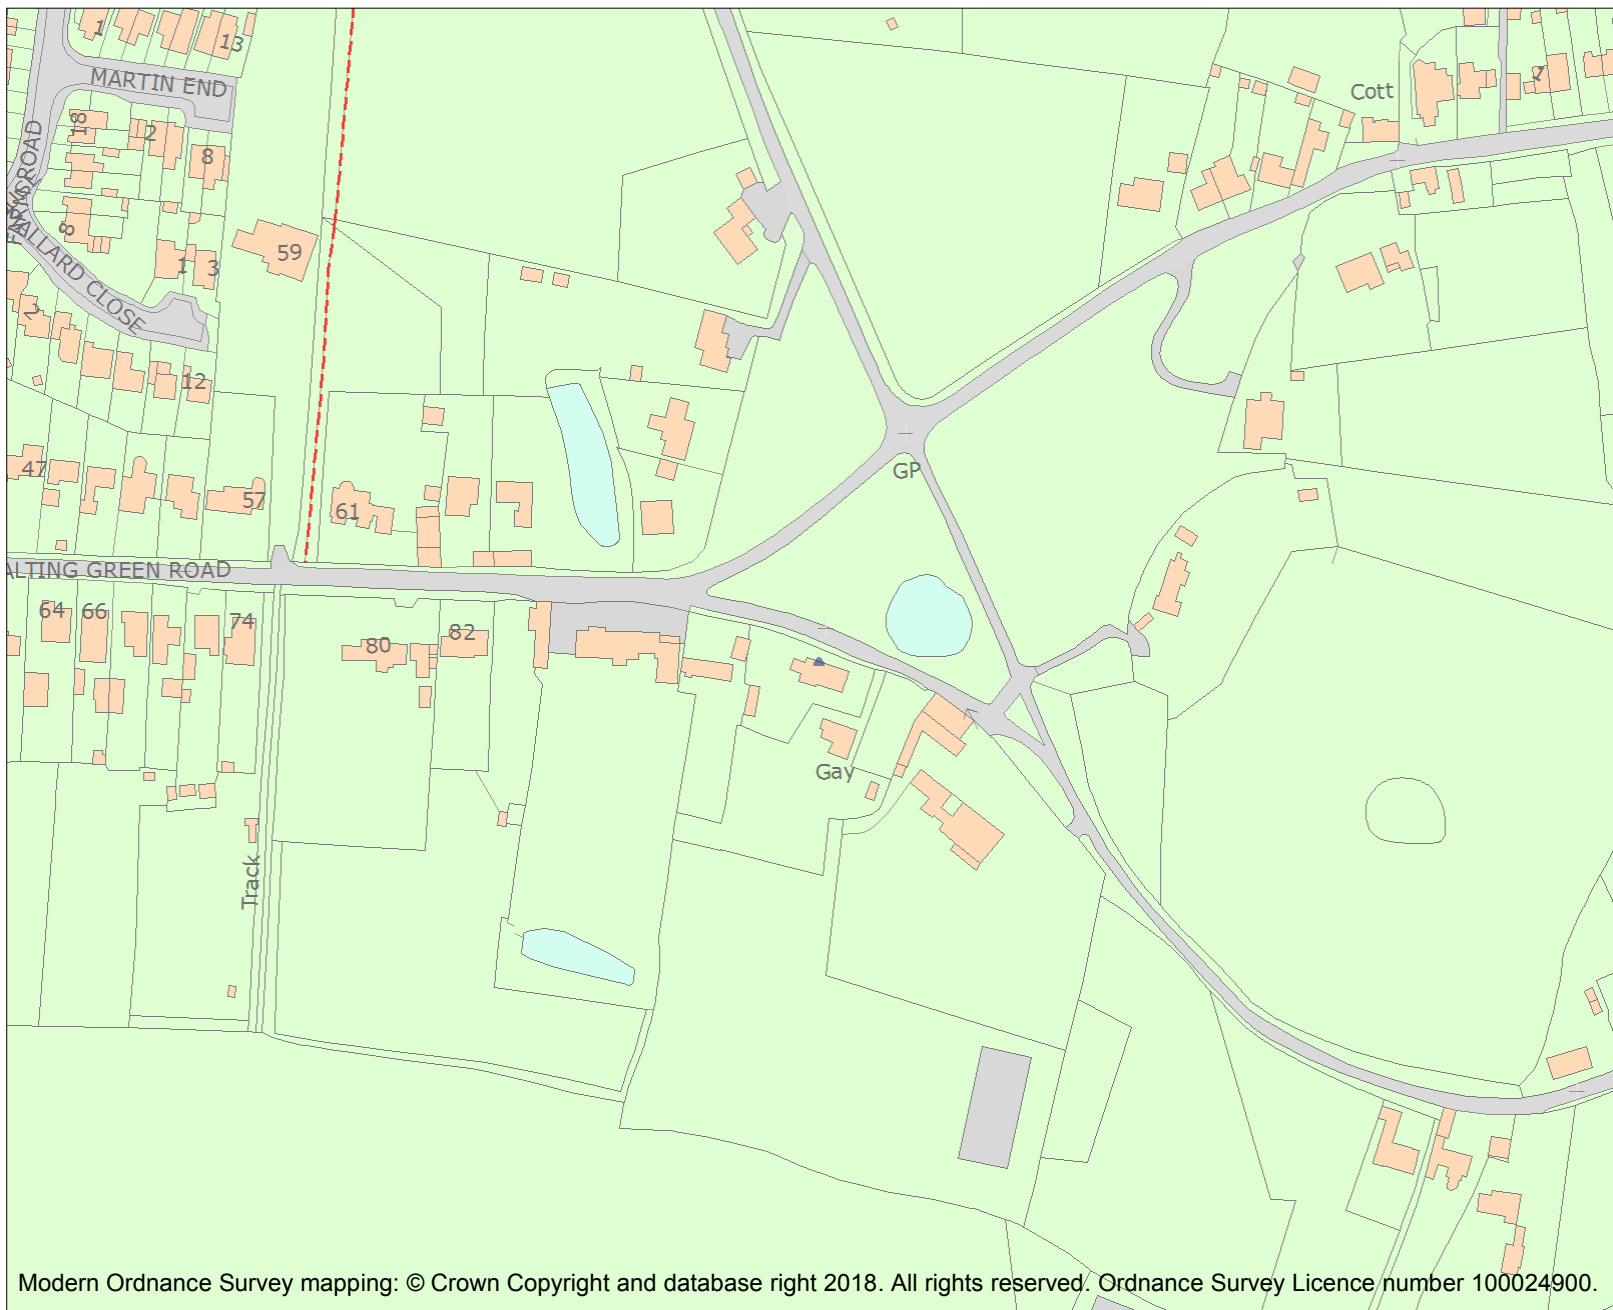 1
13
MARTIN END
Cott
1
18
2
8
ROAD
8
59
1
3
MALLARD CLOSE
2
12
47
57
61
GP
ALTING GREEN ROAD
64
66
74
80
82
Gay
Track
Modern Ordnance Survey mapping: © Crown Copyright and database right 2018. All rights reserved. Ordnance Survey Licence number 100024900.